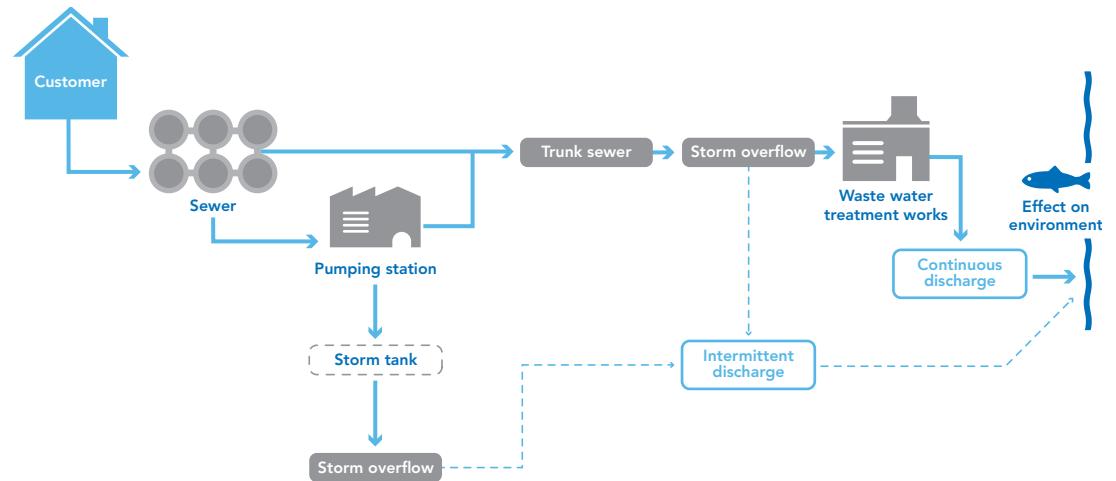 Customer
Sewer
Pumping station
Storm tank
Storm overflow
Trunk sewer
Storm overflow
Waste water
treatment works
Effect on
environment
Continuous
discharge
Intermittent
discharge